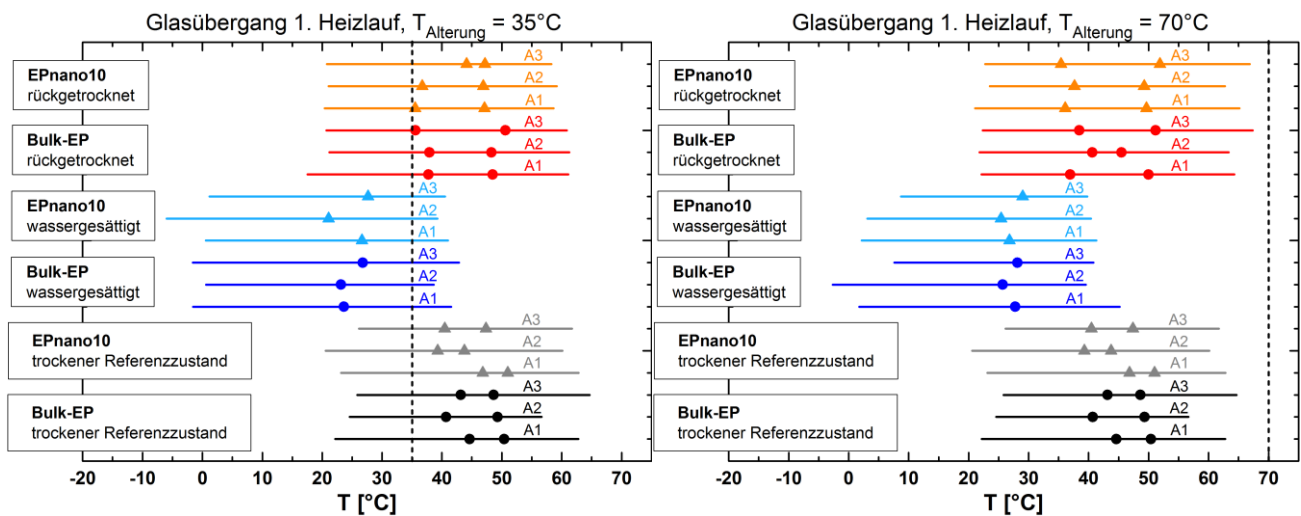 Glasübergang 1. Heizlauf, T_Alterung = 35°C
EPnano10
rückgetrocknet
A3
A2
A1
Bulk-EP
rückgetrocknet
A3
A2
A1
EPnano10
wassergesättigt
A3
A2
A1
Bulk-EP
wassergesättigt
A3
A2
A1
EPnano10
trockener Referenzzustand
A3
A2
A1
Bulk-EP
trockener Referenzzustand
A3
A2
A1
-20 -10 0 10 20 30 40 50 60 70
T [°C]
Glasübergang 1. Heizlauf, T_Alterung = 70°C
EPnano10
rückgetrocknet
A3
A2
A1
Bulk-EP
rückgetrocknet
A3
A2
A1
EPnano10
wassergesättigt
A3
A2
A1
Bulk-EP
wassergesättigt
A3
A2
A1
EPnano10
trockener Referenzzustand
A3
A2
A1
Bulk-EP
trockener Referenzzustand
A3
A2
A1
-20 -10 0 10 20 30 40 50 60 70
T [°C]